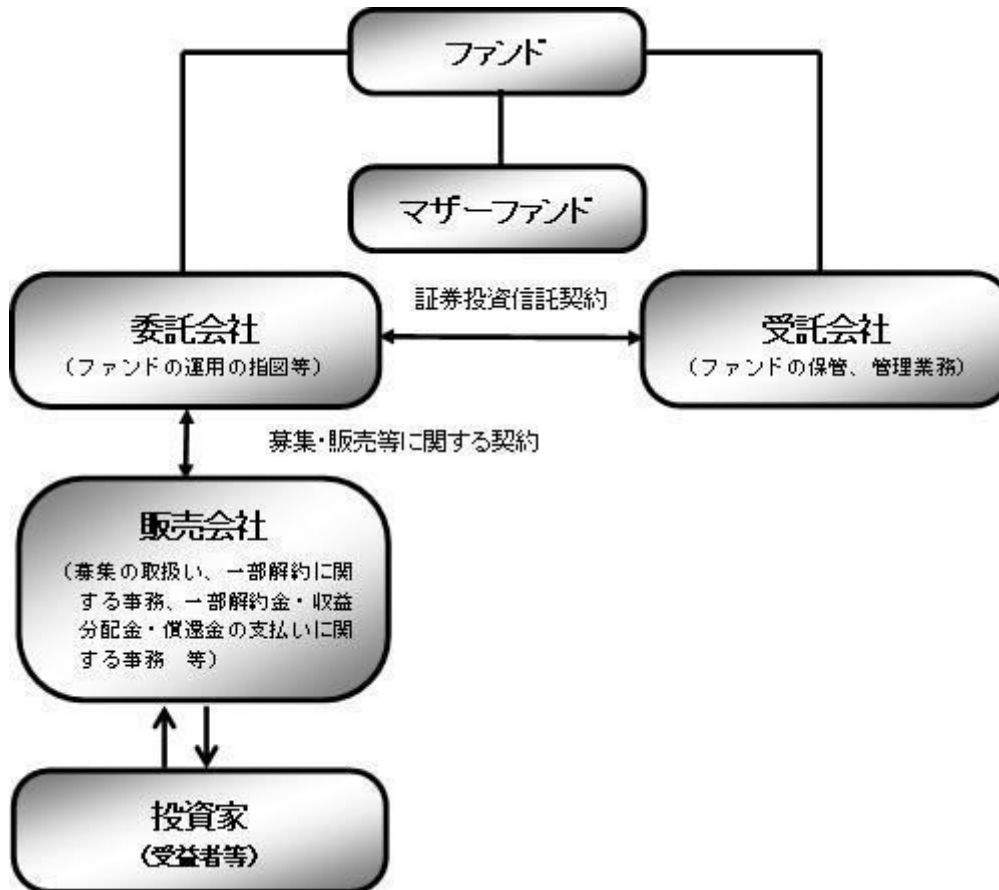 ファンド
マザーファンド
証券投資信託契約
委託会社
（ファンドの運用の指図等）
受託会社
（ファンドの保管、管理業務）
募集・販売等に関する契約
販売会社
（募集の取扱い、一部解約に関
する事務、一部解約金・収益
分配金・償還金の支払いに関
する事務　等）
投資家
（受益者等）